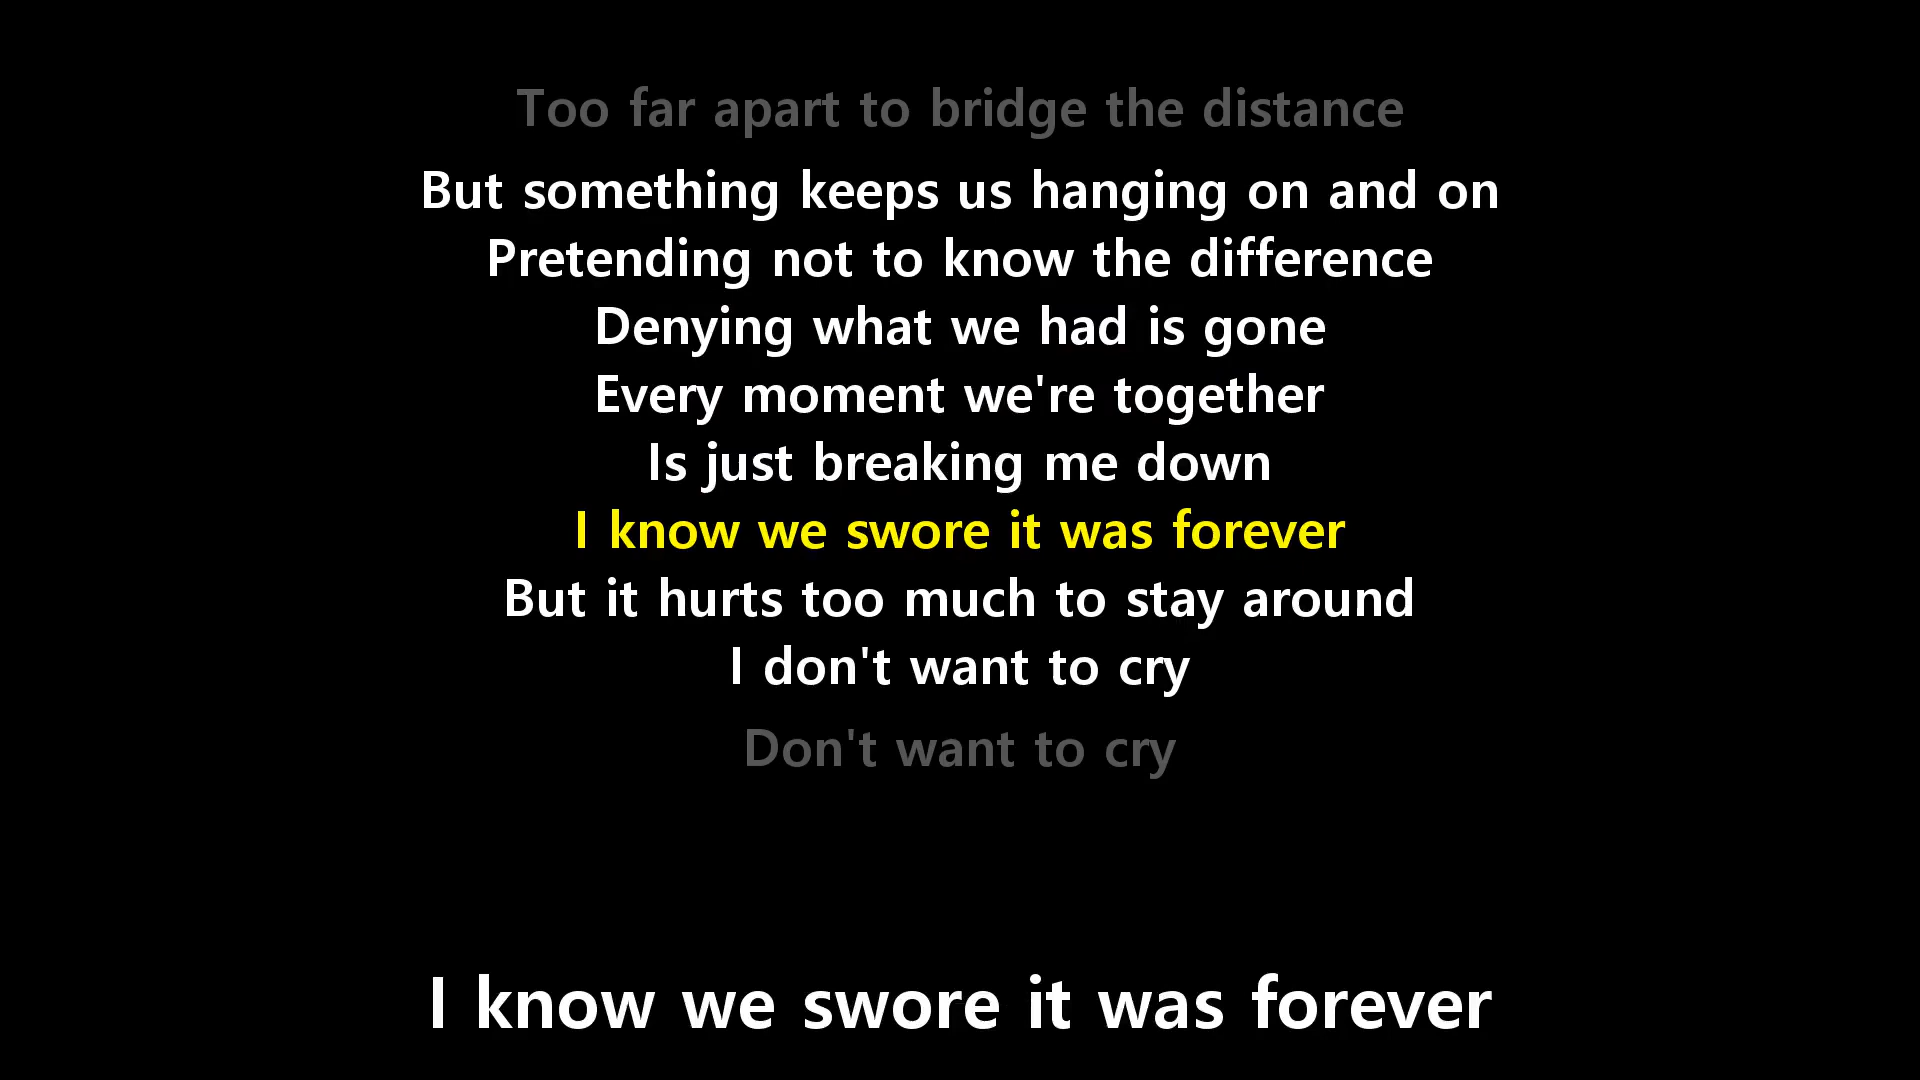 Too far apart to bridge the distance
But something keeps us hanging on and on
Pretending not to know the difference
Denying what we had is gone
Every moment we're together
Is just breaking me down
I know we swore it was forever
But it hurts too much to stay around
I don't want to cry
Don't want to cry
I know we swore it was forever